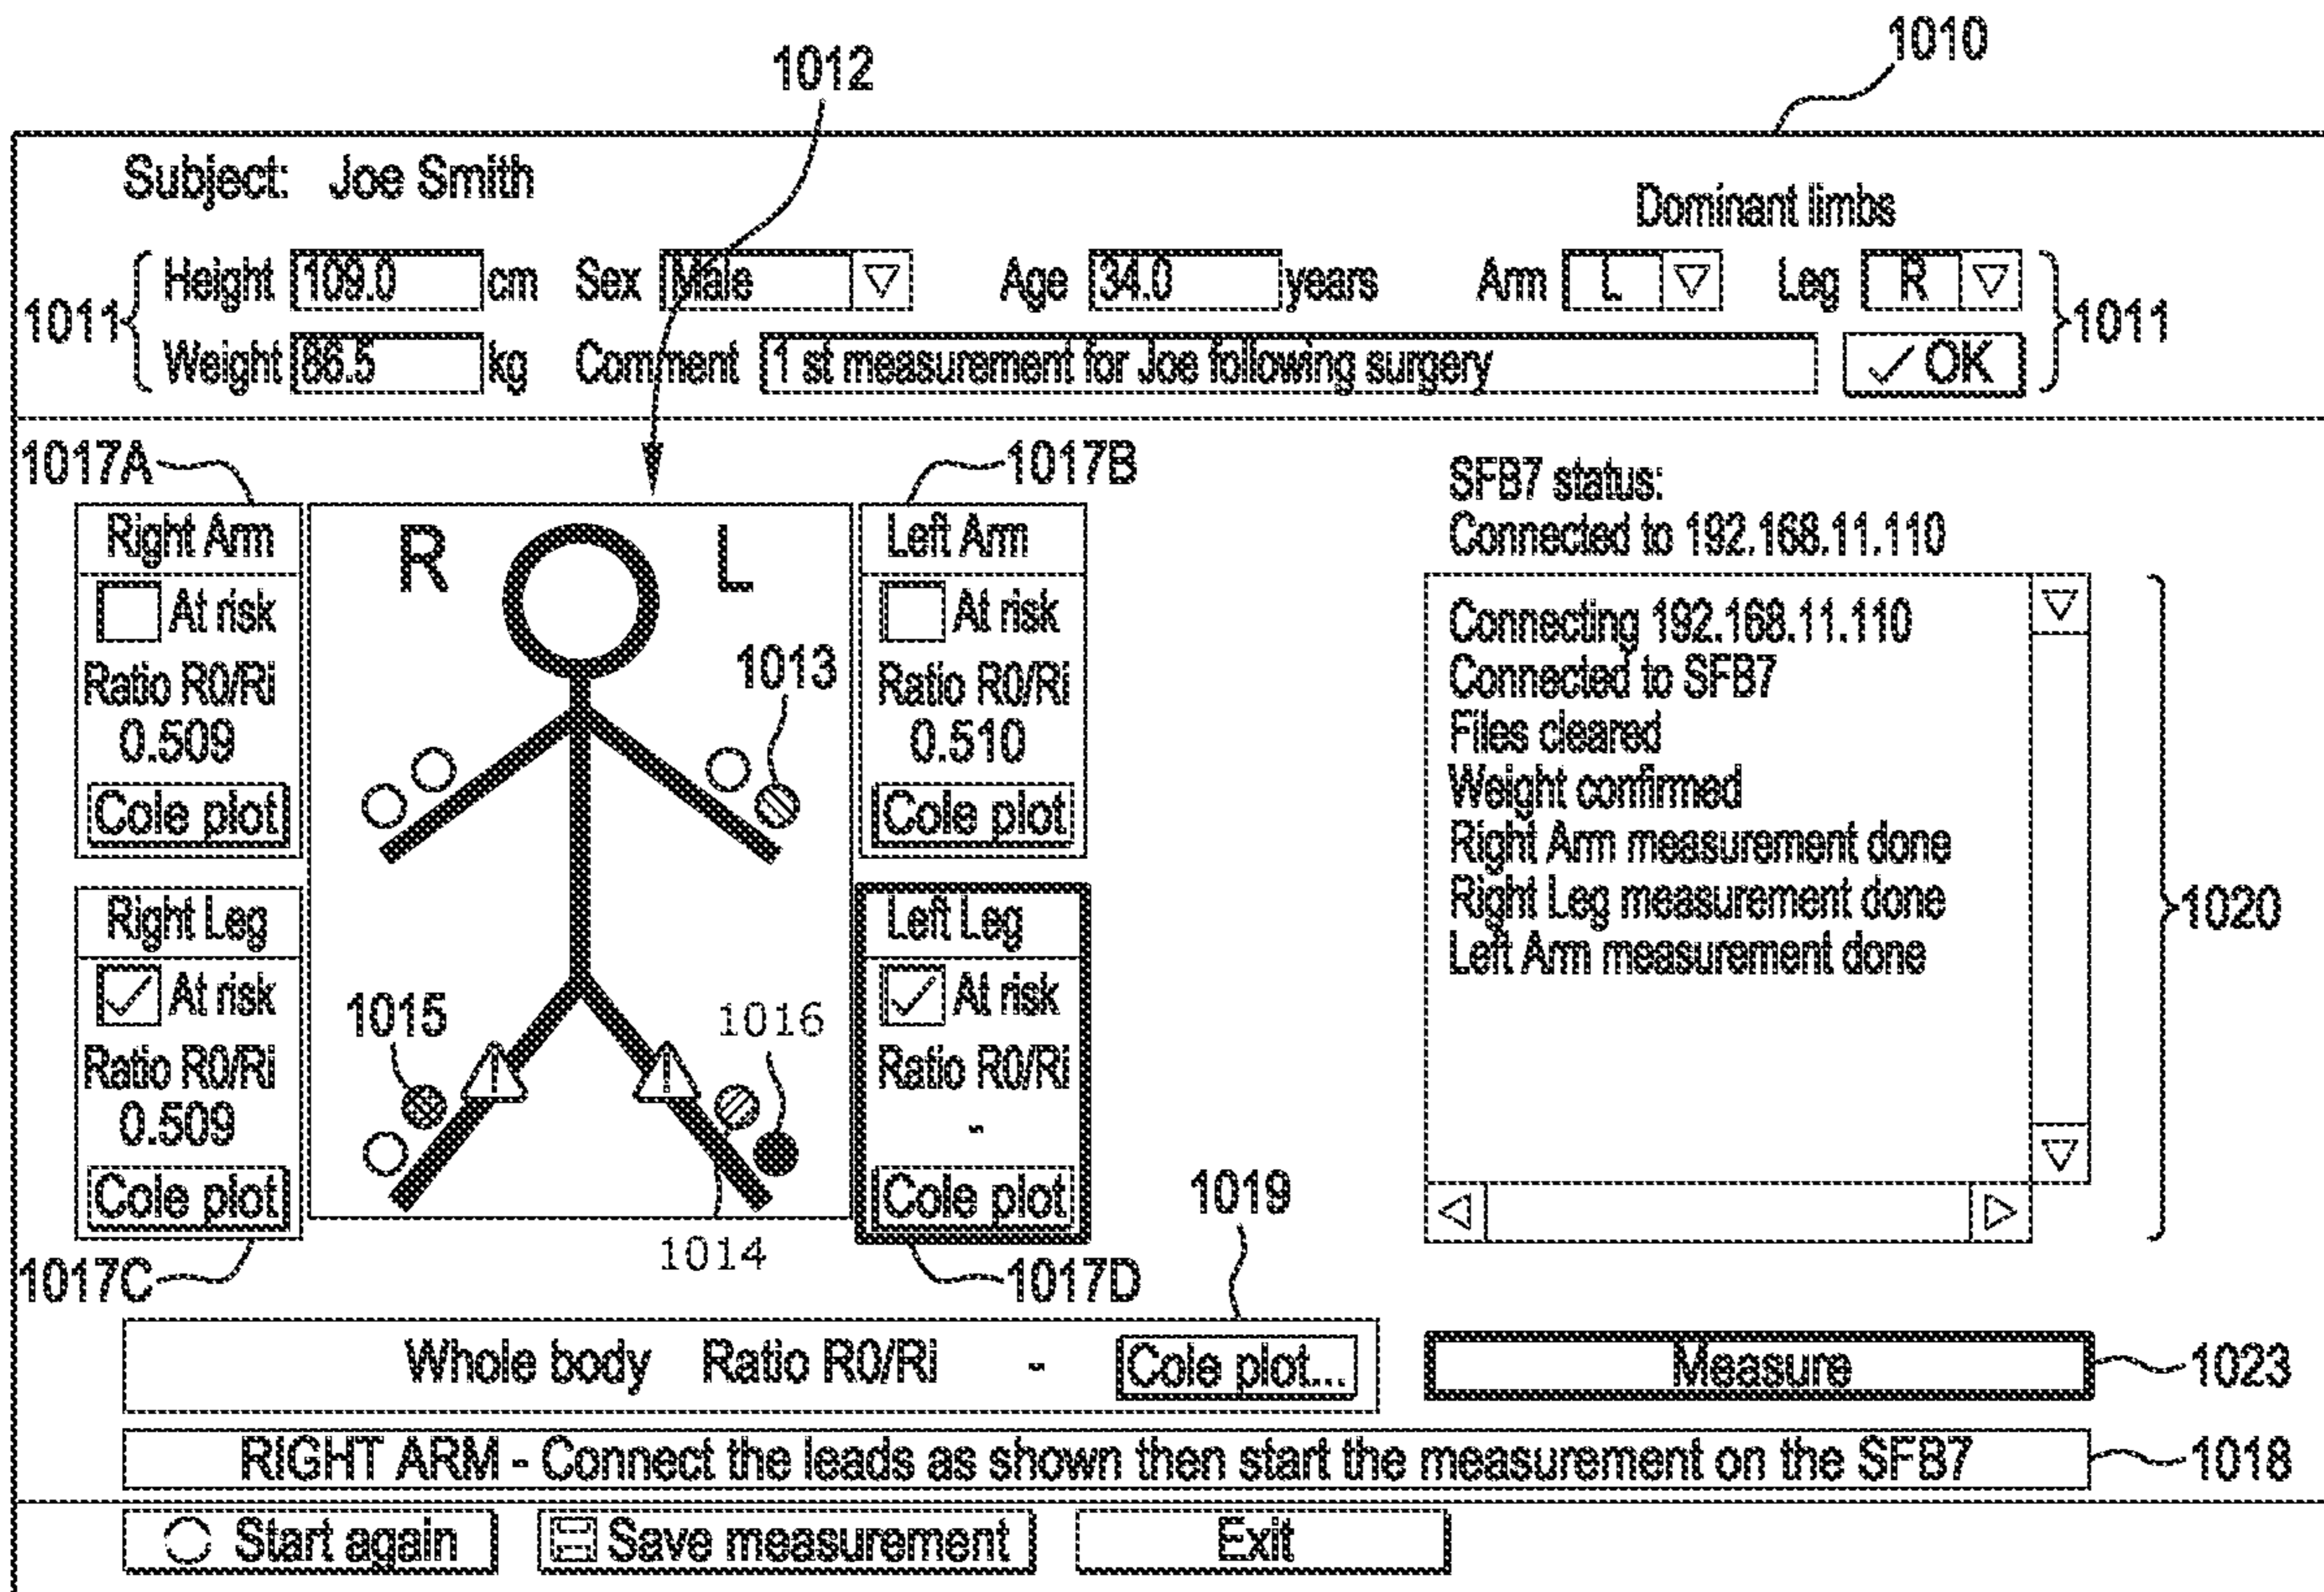 1010
1012
Subject: Joe Smith
Dominant limbs
1011 Height 109.0 cm Sex Male Age 34.0 years Arm L Leg R 1011
Weight 86.5 kg Comment 1 st measurement for Joe following surgery OK
1017A 1017B
Right Arm
At risk
Ratio R0/Ri
0.509
Cole plot
R L
1013
Left Arm
At risk
Ratio R0/Ri
0.510
Cole plot
SFB7 status:
Connected to 192.168.11.110
Connecting 192.168.11.110
Connected to SFB7
Files cleared
Weight confirmed
Right Arm measurement done
Right Leg measurement done
Left Arm measurement done
1020
Right Leg
At risk
Ratio R0/Ri
0.509
Cole plot
1015 1016
! !
1014
Left Leg
At risk
Ratio R0/Ri
-
Cole plot
1017C 1017D
1019
Whole body Ratio R0/Ri - Cole plot...
Measure 1023
RIGHT ARM - Connect the leads as shown then start the measurement on the SFB7 1018
Start again Save measurement Exit